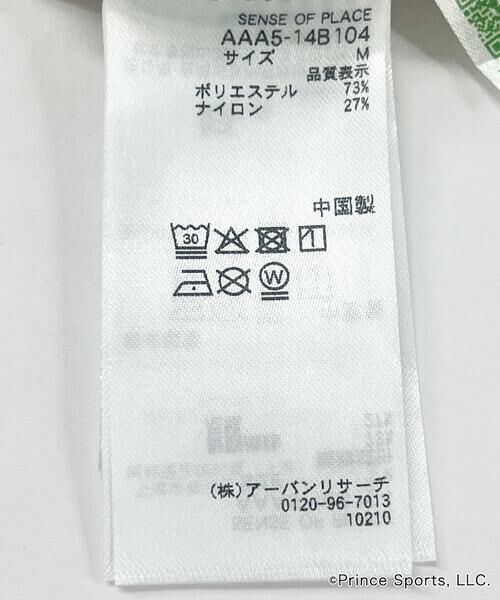 SENSE OF PLACE
AAA5-14B104
サイズ M
品質表示
ポリエステル 73%
ナイロン 27%
中国製
30
W
(株)アーバンリサーチ
0120-96-7013
10210
©Prince Sports, LLC.